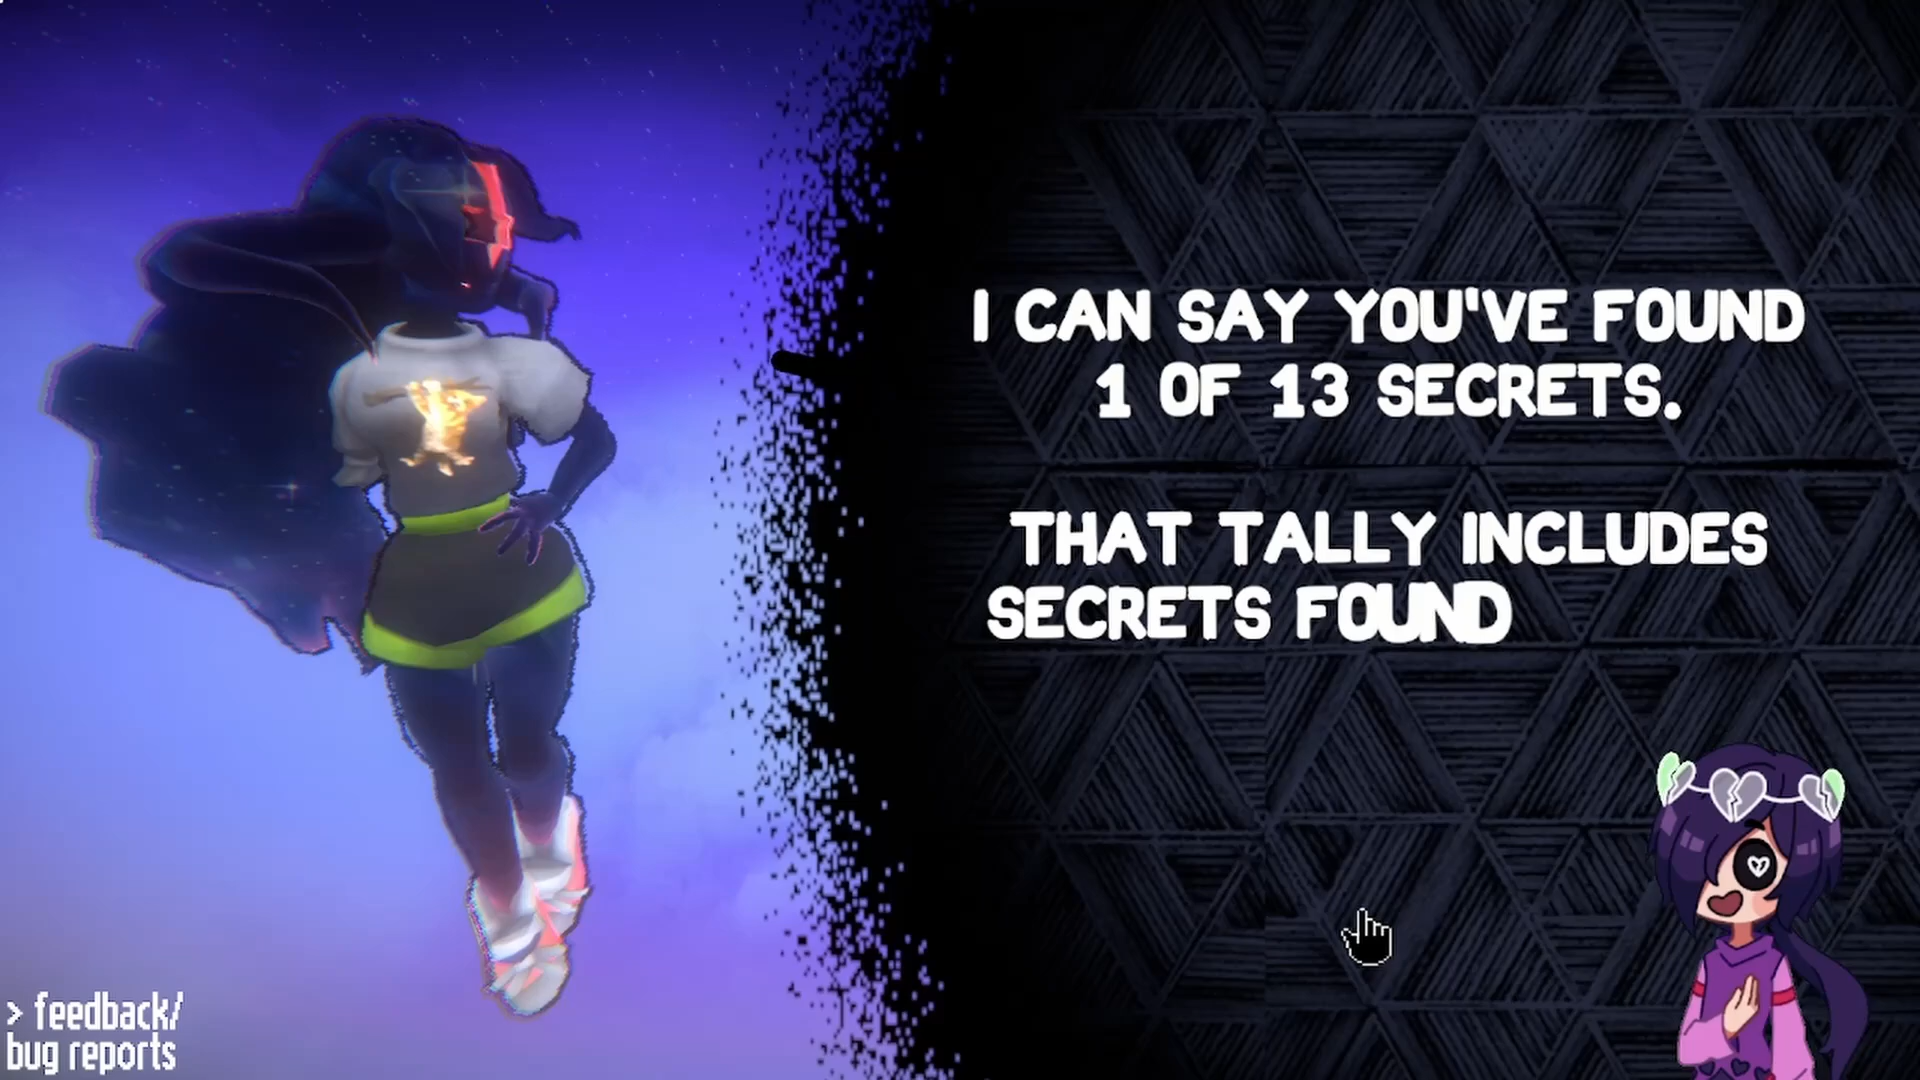 I CAN SAY YOU'VE FOUND
1 OF 13 SECRETS.
THAT TALLY INCLUDES
SECRETS FOUND
> feedback/
bug reports